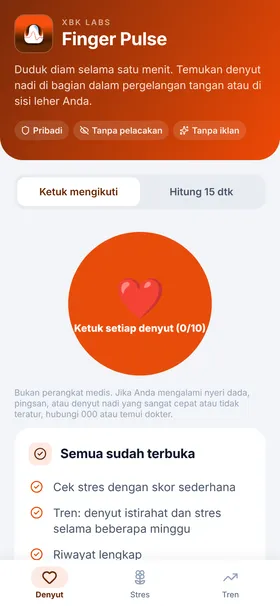 XBK LABS
Finger Pulse
Duduk diam selama satu menit. Temukan denyut
nadi di bagian dalam pergelangan tangan atau di
sisi leher Anda.
Pribadi
Tanpa pelacakan
Tanpa iklan
Ketuk mengikuti
Hitung 15 dtk
Ketuk setiap denyut (0/10)
Bukan perangkat medis. Jika Anda mengalami nyeri dada,
pingsan, atau denyut nadi yang sangat cepat atau tidak
teratur, hubungi 000 atau temui dokter.
Semua sudah terbuka
Cek stres dengan skor sederhana
Tren: denyut istirahat dan stres
selama beberapa minggu
Riwayat lengkap
Denyut
Stres
Tren